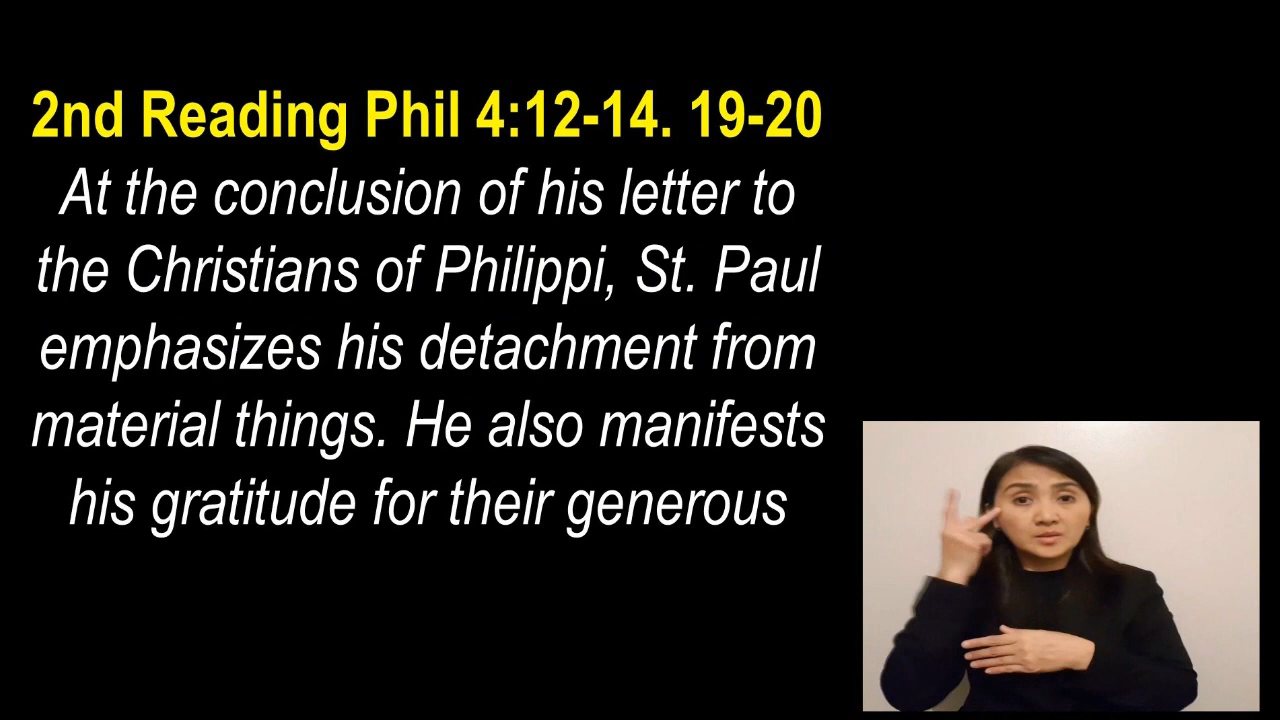 2nd Reading Phil 4:12-14. 19-20
At the conclusion of his letter to
the Christians of Philippi, St. Paul
emphasizes his detachment from
material things. He also manifests
his gratitude for their generous